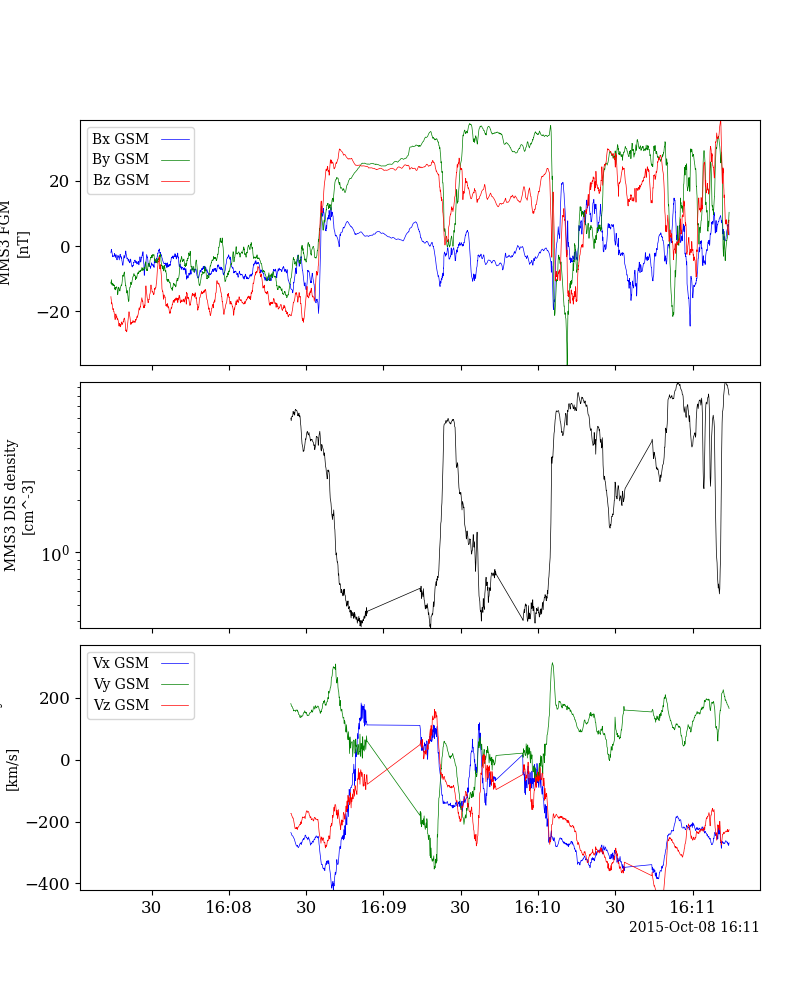 MMS3 FGM
[nT]
Bx GSM
By GSM
Bz GSM
20
0
−20
MMS3 DIS density
[cm^-3]
10^0
[km/s]
Vx GSM
Vy GSM
Vz GSM
200
0
−200
−400
30 16:08 30 16:09 30 16:10 30 16:11
2015-Oct-08 16:11